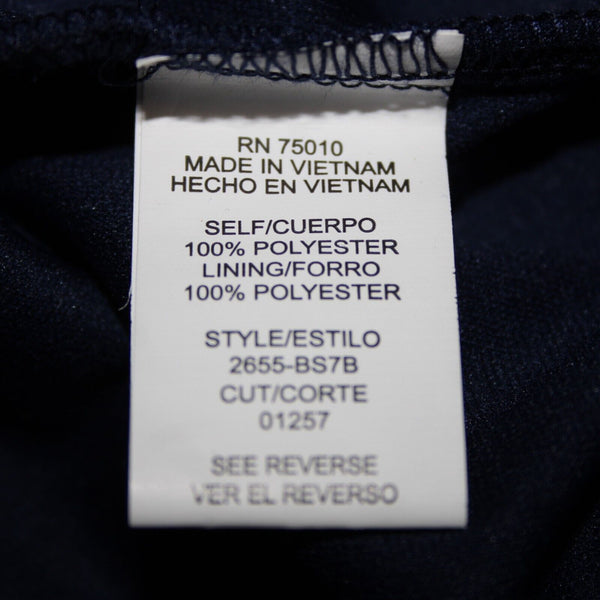 RN 75010
MADE IN VIETNAM
HECHO EN VIETNAM
SELF/CUERPO
100% POLYESTER
LINING/FORRO
100% POLYESTER
STYLE/ESTILO
2655-BS7B
CUT/CORTE
01257
SEE REVERSE
VER EL REVERSO